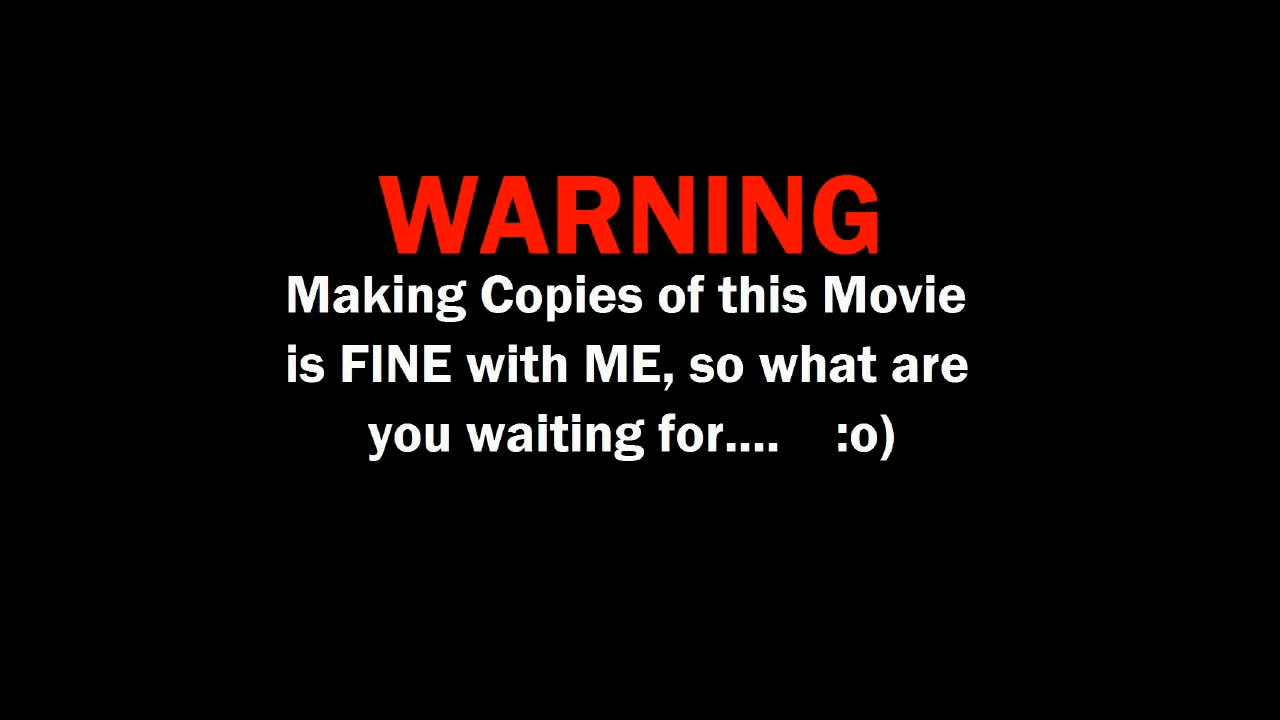 WARNING
Making Copies of this Movie
is FINE with ME, so what are
you waiting for.... :o)